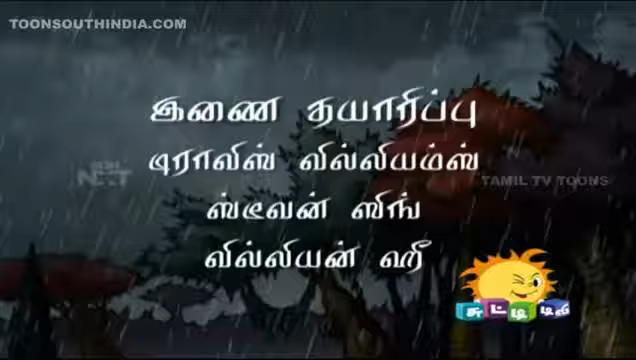 TOONSOUTHINDIA.COM
இணை தயாரிப்பு
டிராவிஸ் வில்லியம்ஸ்
TAMIL TV TOONS
ஸ்டீவன் ஸிங்
வில்லியன் ஹீ
சுட்டி டிவி